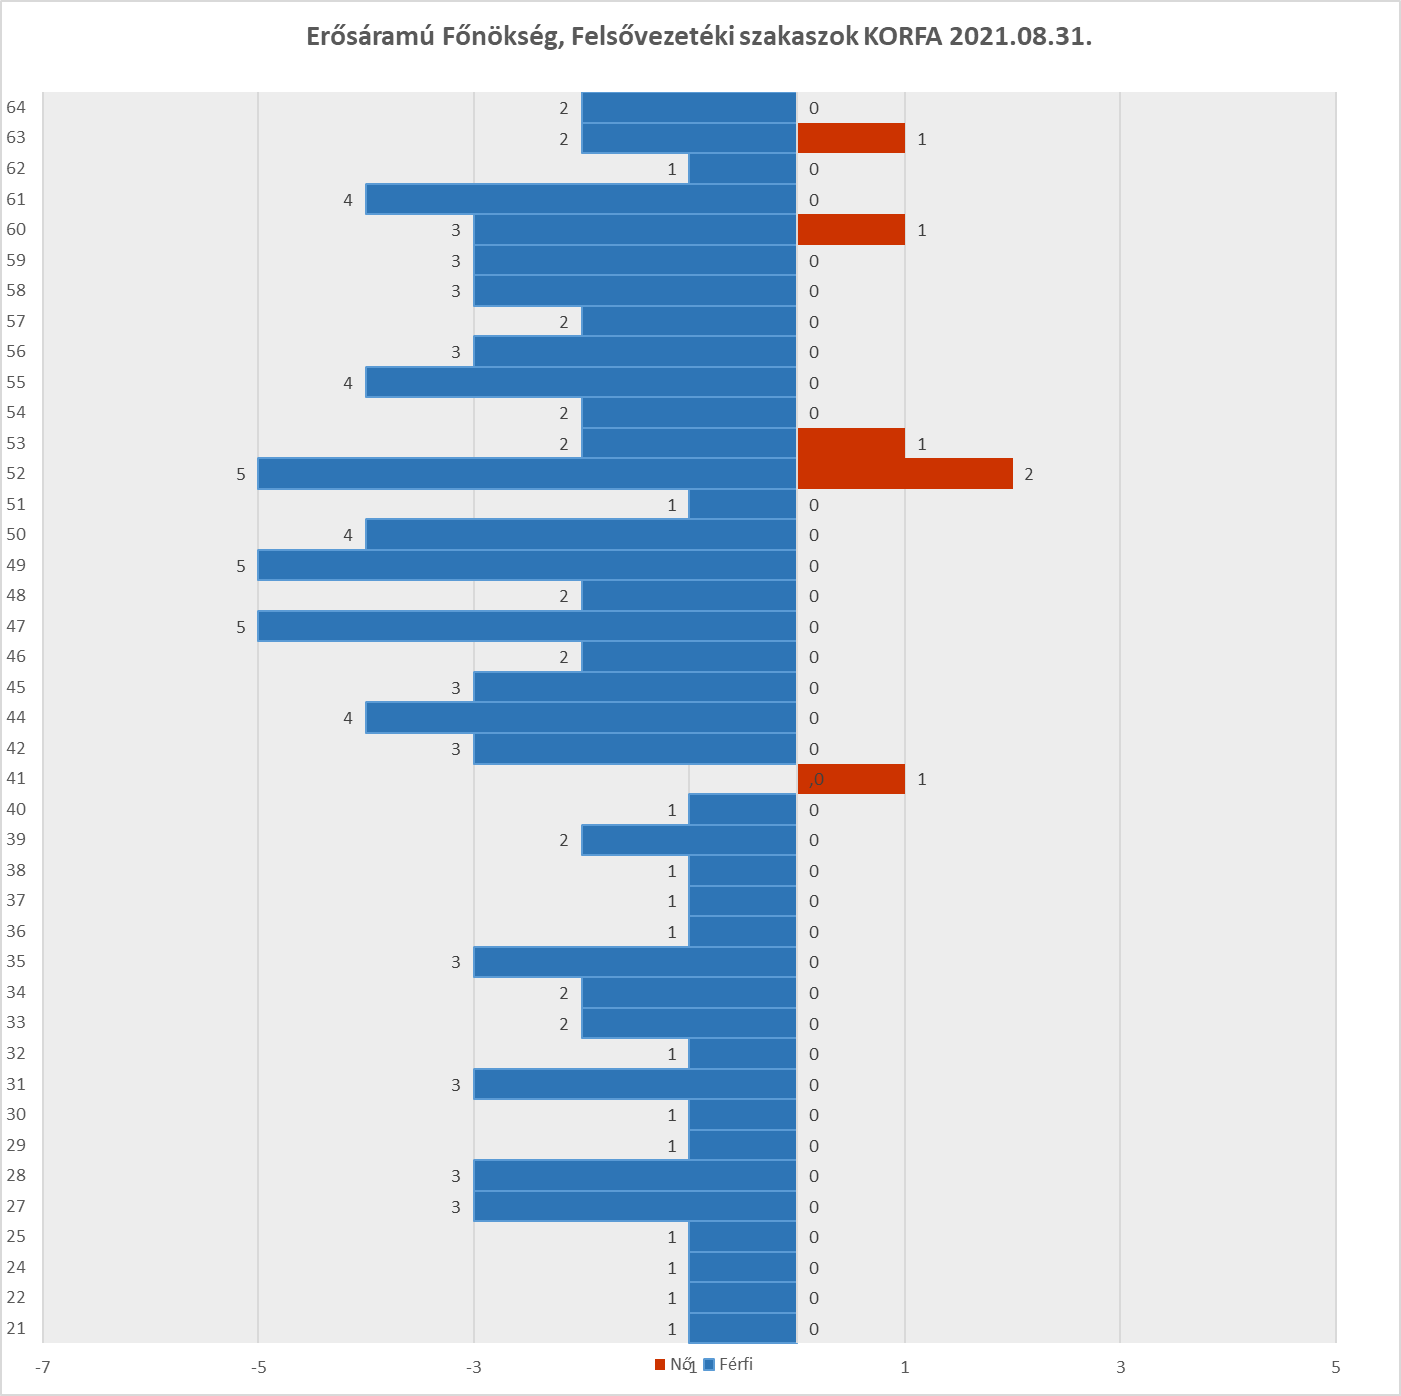 Erősáramú Főnökség, Felsővezetéki szakaszok KORFA 2021.08.31.
64 2 0
63 2 1
62 1 0
61 4 0
60 3 1
59 3 0
58 3 0
57 2 0
56 3 0
55 4 0
54 2 0
53 2 1
52 5 2
51 1 0
50 4 0
49 5 0
48 2 0
47 5 0
46 2 0
45 3 0
44 4 0
42 3 0
41 ,0 1
40 1 0
39 2 0
38 1 0
37 1 0
36 1 0
35 3 0
34 2 0
33 2 0
32 1 0
31 3 0
30 1 0
29 1 0
28 3 0
27 3 0
25 1 0
24 1 0
22 1 0
21 1 0
-7 -5 -3 -1 1 3 5
Nő Férfi